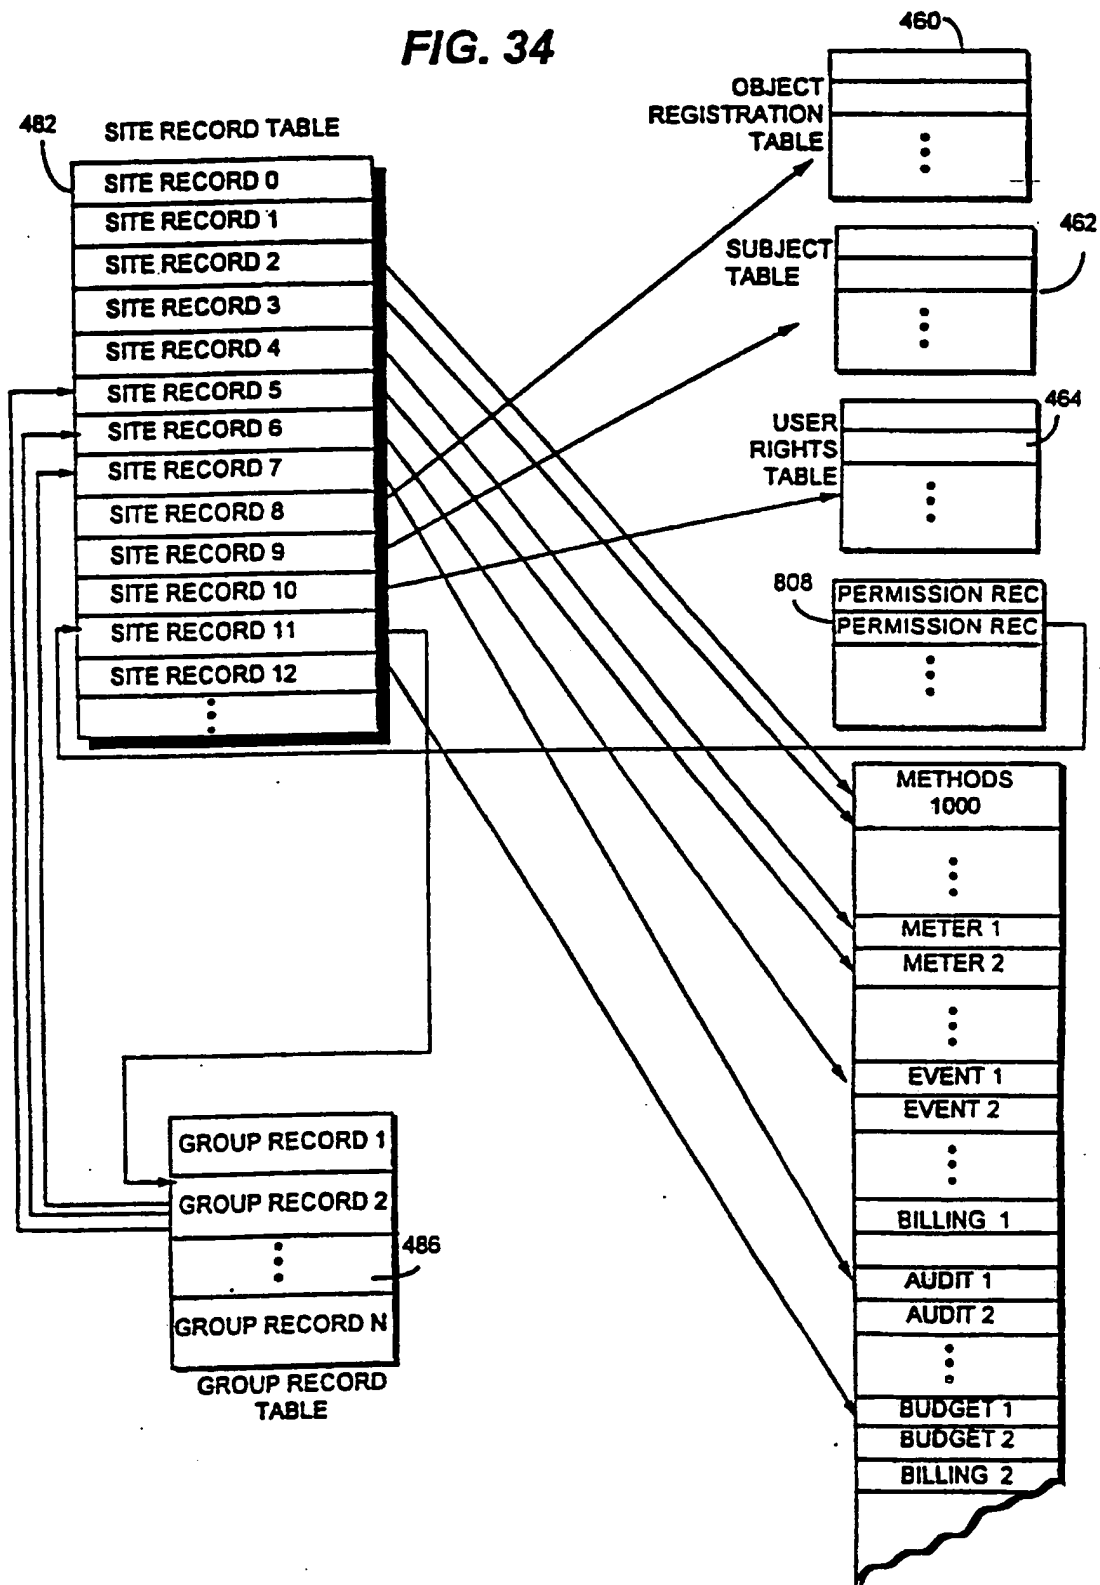 FIG. 34
460
OBJECT
REGISTRATION
TABLE
482
SITE RECORD TABLE
SITE RECORD 0
SITE RECORD 1
SITE RECORD 2
SITE RECORD 3
SITE RECORD 4
SITE RECORD 5
SITE RECORD 6
SITE RECORD 7
SITE RECORD 8
SITE RECORD 9
SITE RECORD 10
SITE RECORD 11
SITE RECORD 12
SUBJECT
TABLE
462
USER
RIGHTS
TABLE
464
808
PERMISSION REC
PERMISSION REC
METHODS
1000
METER 1
METER 2
EVENT 1
EVENT 2
BILLING 1
AUDIT 1
AUDIT 2
BUDGET 1
BUDGET 2
BILLING 2
GROUP RECORD 1
GROUP RECORD 2
486
GROUP RECORD N
GROUP RECORD
TABLE